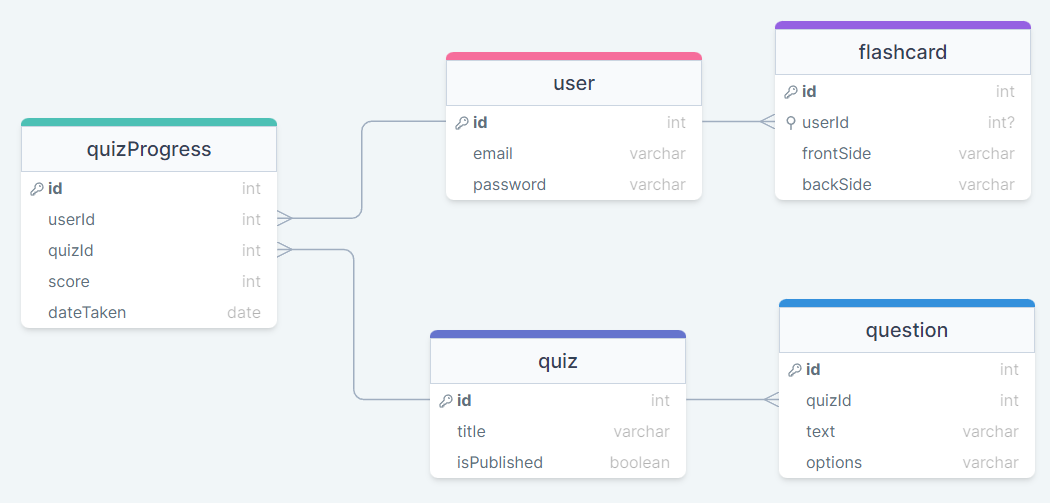 quizProgress
id int
userId int
quizId int
score int
dateTaken date
user
id int
email varchar
password varchar
flashcard
id int
userId int?
frontSide varchar
backSide varchar
quiz
id int
title varchar
isPublished boolean
question
id int
quizId int
text varchar
options varchar